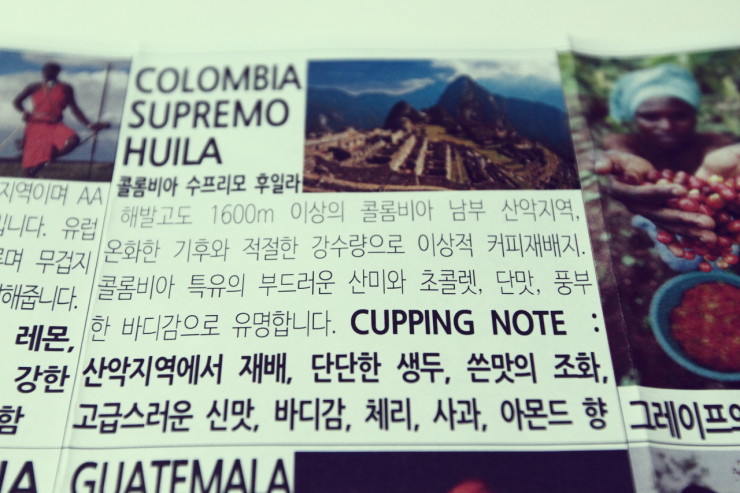 COLOMBIA
SUPREMO
HUILA
콜롬비아 수프리모 후일라
해발고도 1600m 이상의 콜롬비아 남부 산악지역,
온화한 기후와 적절한 강수량으로 이상적 커피재배지.
콜롬비아 특유의 부드러운 산미와 초콜렛, 단맛, 풍부
한 바디감으로 유명합니다. CUPPING NOTE :
산악지역에서 재배, 단단한 생두, 쓴맛의 조화,
고급스러운 신맛, 바디감, 체리, 사과, 아몬드 향
지역이며 AA
니다. 유럽
며 무겁지
해줍니다.
레몬,
강한
함
그레이프
GUATEMALA